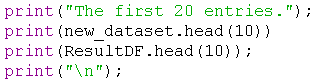 print("The first 20 entries.");
print(new_dataset.head(10))
print(ResultDF.head(10));
print("\n");